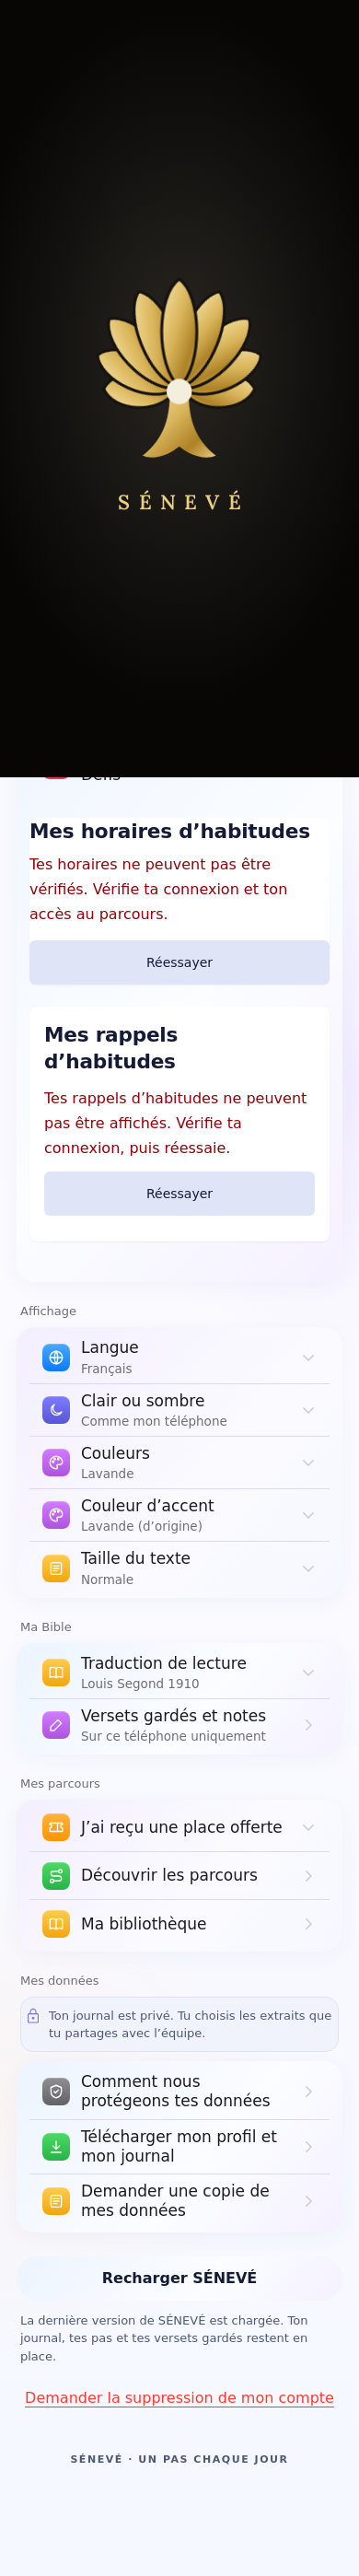 SÉNEVÉ
Défis
Mes horaires d’habitudes
Tes horaires ne peuvent pas être
vérifiés. Vérifie ta connexion et ton
accès au parcours.
Réessayer
Mes rappels
d’habitudes
Tes rappels d’habitudes ne peuvent
pas être affichés. Vérifie ta
connexion, puis réessaie.
Réessayer
Affichage
Langue
Français
Clair ou sombre
Comme mon téléphone
Couleurs
Lavande
Couleur d’accent
Lavande (d’origine)
Taille du texte
Normale
Ma Bible
Traduction de lecture
Louis Segond 1910
Versets gardés et notes
Sur ce téléphone uniquement
Mes parcours
J’ai reçu une place offerte
Découvrir les parcours
Ma bibliothèque
Mes données
Ton journal est privé. Tu choisis les extraits que
tu partages avec l’équipe.
Comment nous
protégeons tes données
Télécharger mon profil et
mon journal
Demander une copie de
mes données
Recharger SÉNEVÉ
La dernière version de SÉNEVÉ est chargée. Ton
journal, tes pas et tes versets gardés restent en
place.
Demander la suppression de mon compte
SÉNEVÉ · UN PAS CHAQUE JOUR